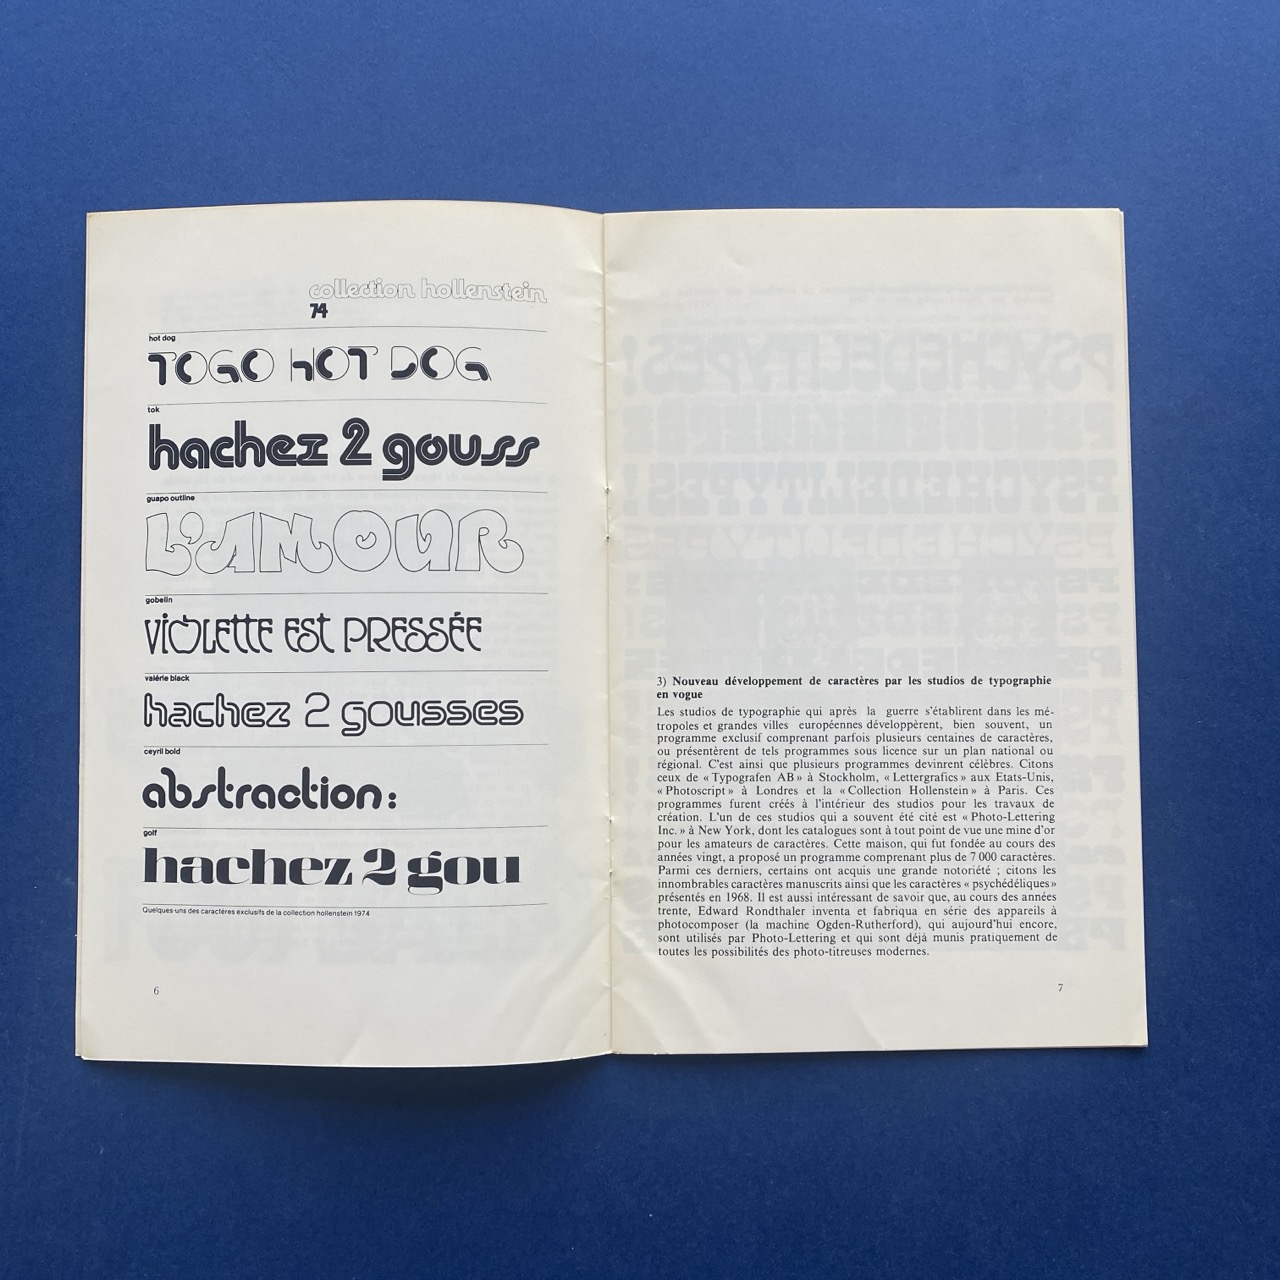 collection hollenstein
74
hot dog
TOGO HOT DOG
tok
hachez 2 gouss
guapo outline
L'AMOUR
gobelin
VIOLETTE EST PRESSÉE
valérie black
hachez 2 gousses
ceyril bold
abstraction:
golf
hachez 2 gou
Quelques-uns des caractères exclusifs de la collection hollenstein 1974
6
3) Nouveau développement de caractères par les studios de typographie
en vogue
Les studios de typographie qui après la guerre s'établirent dans les mé-
tropoles et grandes villes européennes développèrent, bien souvent, un
programme exclusif comprenant parfois plusieurs centaines de caractères,
ou présentèrent de tels programmes sous licence sur un plan national ou
régional. C'est ainsi que plusieurs programmes devinrent célèbres. Citons
ceux de « Typografen AB » à Stockholm, « Lettergrafics » aux Etats-Unis,
« Photoscript » à Londres et la « Collection Hollenstein » à Paris. Ces
programmes furent créés à l'intérieur des studios pour les travaux de
création. L'un de ces studios qui a souvent été cité est « Photo-Lettering
Inc. » à New York, dont les catalogues sont à tout point de vue une mine d'or
pour les amateurs de caractères. Cette maison, qui fut fondée au cours des
années vingt, a proposé un programme comprenant plus de 7 000 caractères.
Parmi ces derniers, certains ont acquis une grande notoriété ; citons les
innombrables caractères manuscrits ainsi que les caractères « psychédéliques »
présentés en 1968. Il est aussi intéressant de savoir que, au cours des années
trente, Edward Rondthaler inventa et fabriqua en série des appareils à
photocomposer (la machine Ogden-Rutherford), qui aujourd'hui encore,
sont utilisés par Photo-Lettering et qui sont déjà munis pratiquement de
toutes les possibilités des photo-titreuses modernes.
7